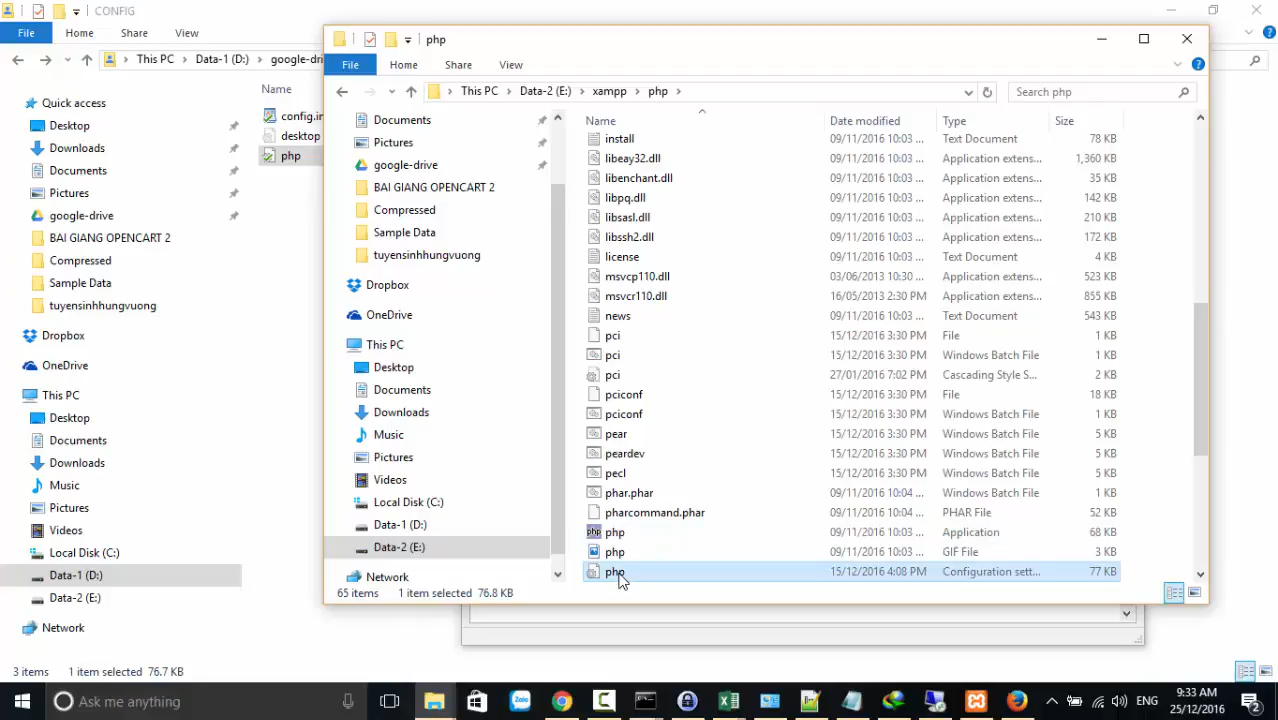 CONFIG
File Home Share View
This PC Data-1 (D:) google-dri
Name
config.in
desktop
php
Quick access
Desktop
Downloads
Documents
Pictures
google-drive
BAI GIANG OPENCART 2
Compressed
Sample Data
tuyensinhhungvuong
Dropbox
OneDrive
This PC
Desktop
Documents
Downloads
Music
Pictures
Videos
Local Disk (C:)
Data-1 (D:)
Data-2 (E:)
Network
3 items 1 item selected 76.7 KB
php
File Home Share View
This PC Data-2 (E:) xampp php
Search php
Documents
Pictures
google-drive
BAI GIANG OPENCART 2
Compressed
Sample Data
tuyensinhhungvuong
Dropbox
OneDrive
This PC
Desktop
Documents
Downloads
Music
Pictures
Videos
Local Disk (C:)
Data-1 (D:)
Data-2 (E:)
Network
Name Date modified Type Size
install 09/11/2016 10:03 ... Text Document 78 KB
libeay32.dll 09/11/2016 10:03 ... Application extens... 1,360 KB
libenchant.dll 09/11/2016 10:03 ... Application extens... 35 KB
libpq.dll 09/11/2016 10:03 ... Application extens... 142 KB
libsasl.dll 09/11/2016 10:03 ... Application extens... 210 KB
libssh2.dll 09/11/2016 10:03 ... Application extens... 172 KB
license 09/11/2016 10:03 ... Text Document 4 KB
msvcp110.dll 03/06/2013 10:30 ... Application extens... 523 KB
msvcr110.dll 16/05/2013 2:30 PM Application extens... 855 KB
news 09/11/2016 10:03 ... Text Document 543 KB
pci 15/12/2016 3:30 PM File 1 KB
pci 15/12/2016 3:30 PM Windows Batch File 1 KB
pci 27/01/2016 7:02 PM Cascading Style S... 2 KB
pciconf 15/12/2016 3:30 PM File 18 KB
pciconf 15/12/2016 3:30 PM Windows Batch File 1 KB
pear 15/12/2016 3:30 PM Windows Batch File 5 KB
peardev 15/12/2016 3:30 PM Windows Batch File 5 KB
pecl 15/12/2016 3:30 PM Windows Batch File 5 KB
phar.phar 09/11/2016 10:04 ... Windows Batch File 1 KB
pharcommand.phar 09/11/2016 10:04 ... PHAR File 52 KB
php 09/11/2016 10:03 ... Application 68 KB
php 09/11/2016 10:03 ... GIF File 3 KB
php 15/12/2016 4:08 PM Configuration sett... 77 KB
65 items 1 item selected 76.8 KB
Ask me anything
Zalo
ENG
9:33 AM
25/12/2016
2